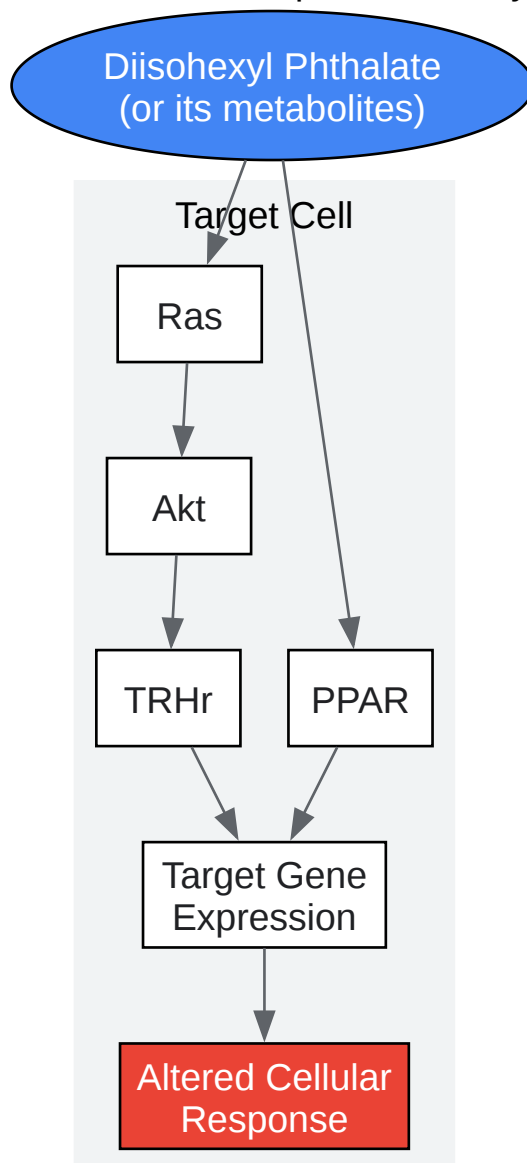 Diisohexyl Phthalate
(or its metabolites)
Target Cell
Ras
Akt
TRHr
PPAR
Target Gene
Expression
Altered Cellular
Response